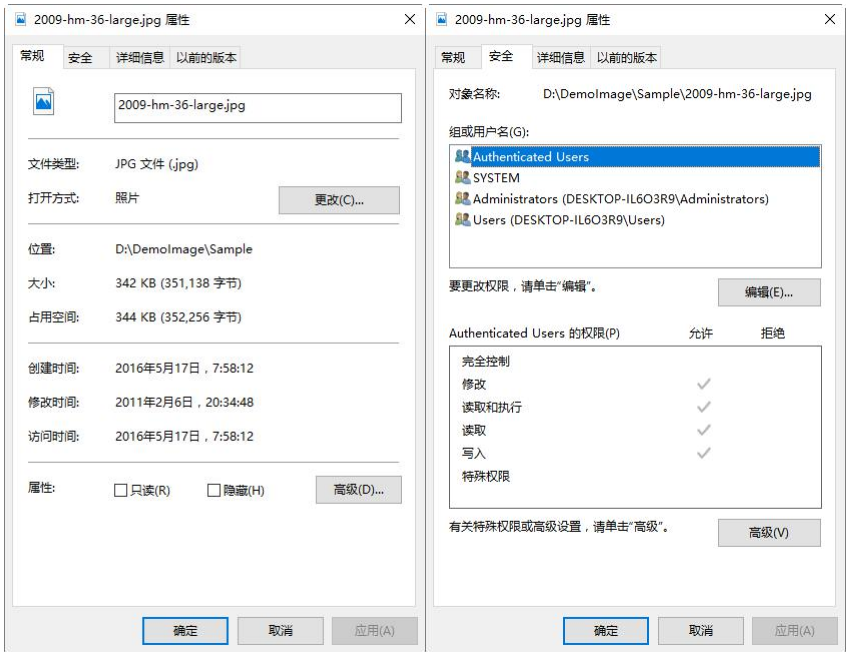 2009-hm-36-large.jpg 属性
常规
安全
详细信息
以前的版本
2009-hm-36-large.jpg
文件类型:
JPG 文件 (.jpg)
打开方式:
照片
更改(C)...
位置:
D:\DemoImage\Sample
大小:
342 KB (351,138 字节)
占用空间:
344 KB (352,256 字节)
创建时间:
2016年5月17日，7:58:12
修改时间:
2011年2月6日，20:34:48
访问时间:
2016年5月17日，7:58:12
属性:
只读(R)
隐藏(H)
高级(D)...
确定
取消
应用(A)
2009-hm-36-large.jpg 属性
常规
安全
详细信息
以前的版本
对象名称:
D:\DemoImage\Sample\2009-hm-36-large.jpg
组或用户名(G):
Authenticated Users
SYSTEM
Administrators (DESKTOP-IL6O3R9\Administrators)
Users (DESKTOP-IL6O3R9\Users)
要更改权限，请单击"编辑"。
编辑(E)...
Authenticated Users 的权限(P)
允许
拒绝
完全控制
修改
读取和执行
读取
写入
特殊权限
有关特殊权限或高级设置，请单击"高级"。
高级(V)
确定
取消
应用(A)